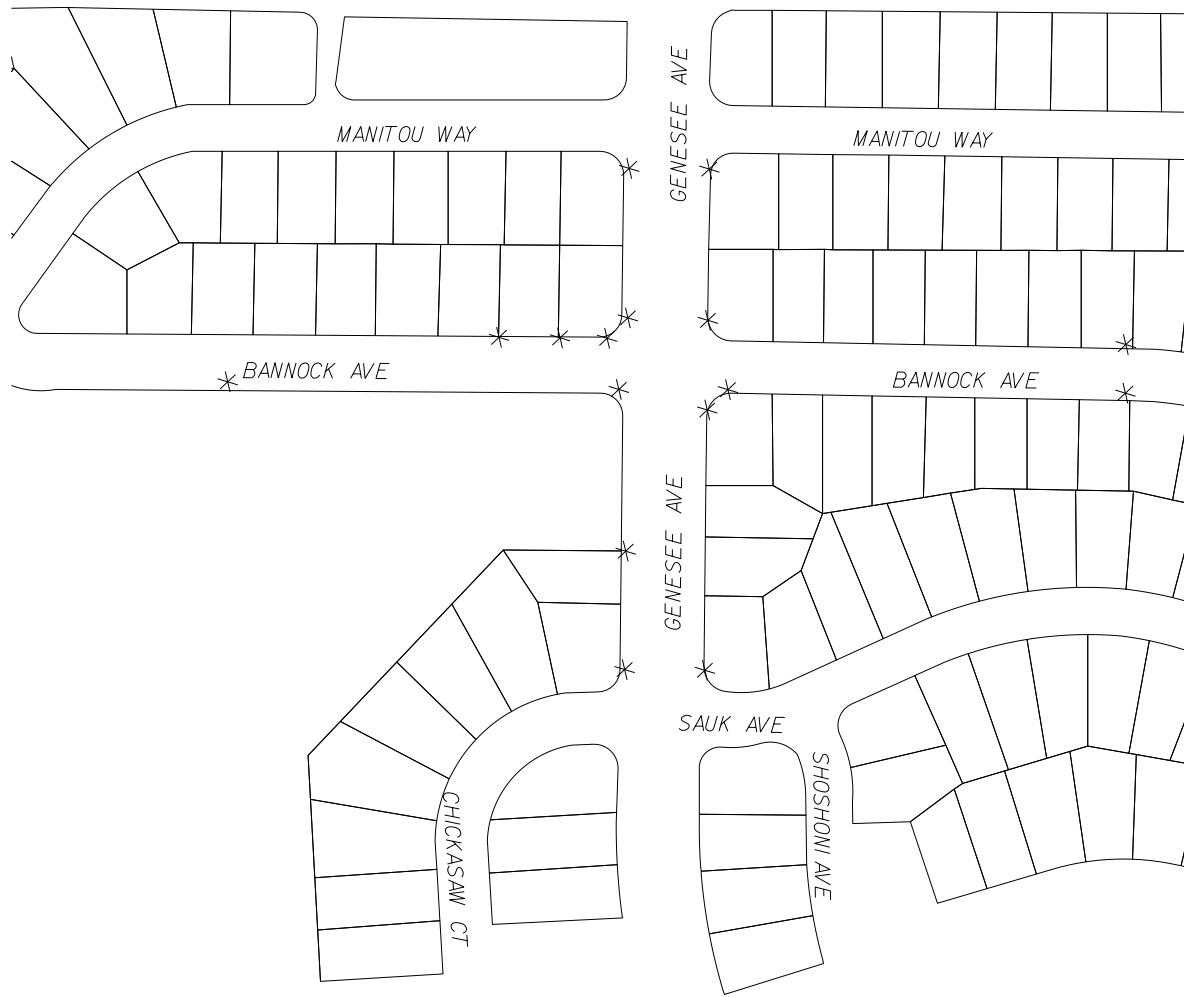 GENESEE AVE
MANITOU WAY
MANITOU WAY
BANNOCK AVE
BANNOCK AVE
GENESEE AVE
SAUK AVE
SHOSHONI AVE
CHICKASAW CT